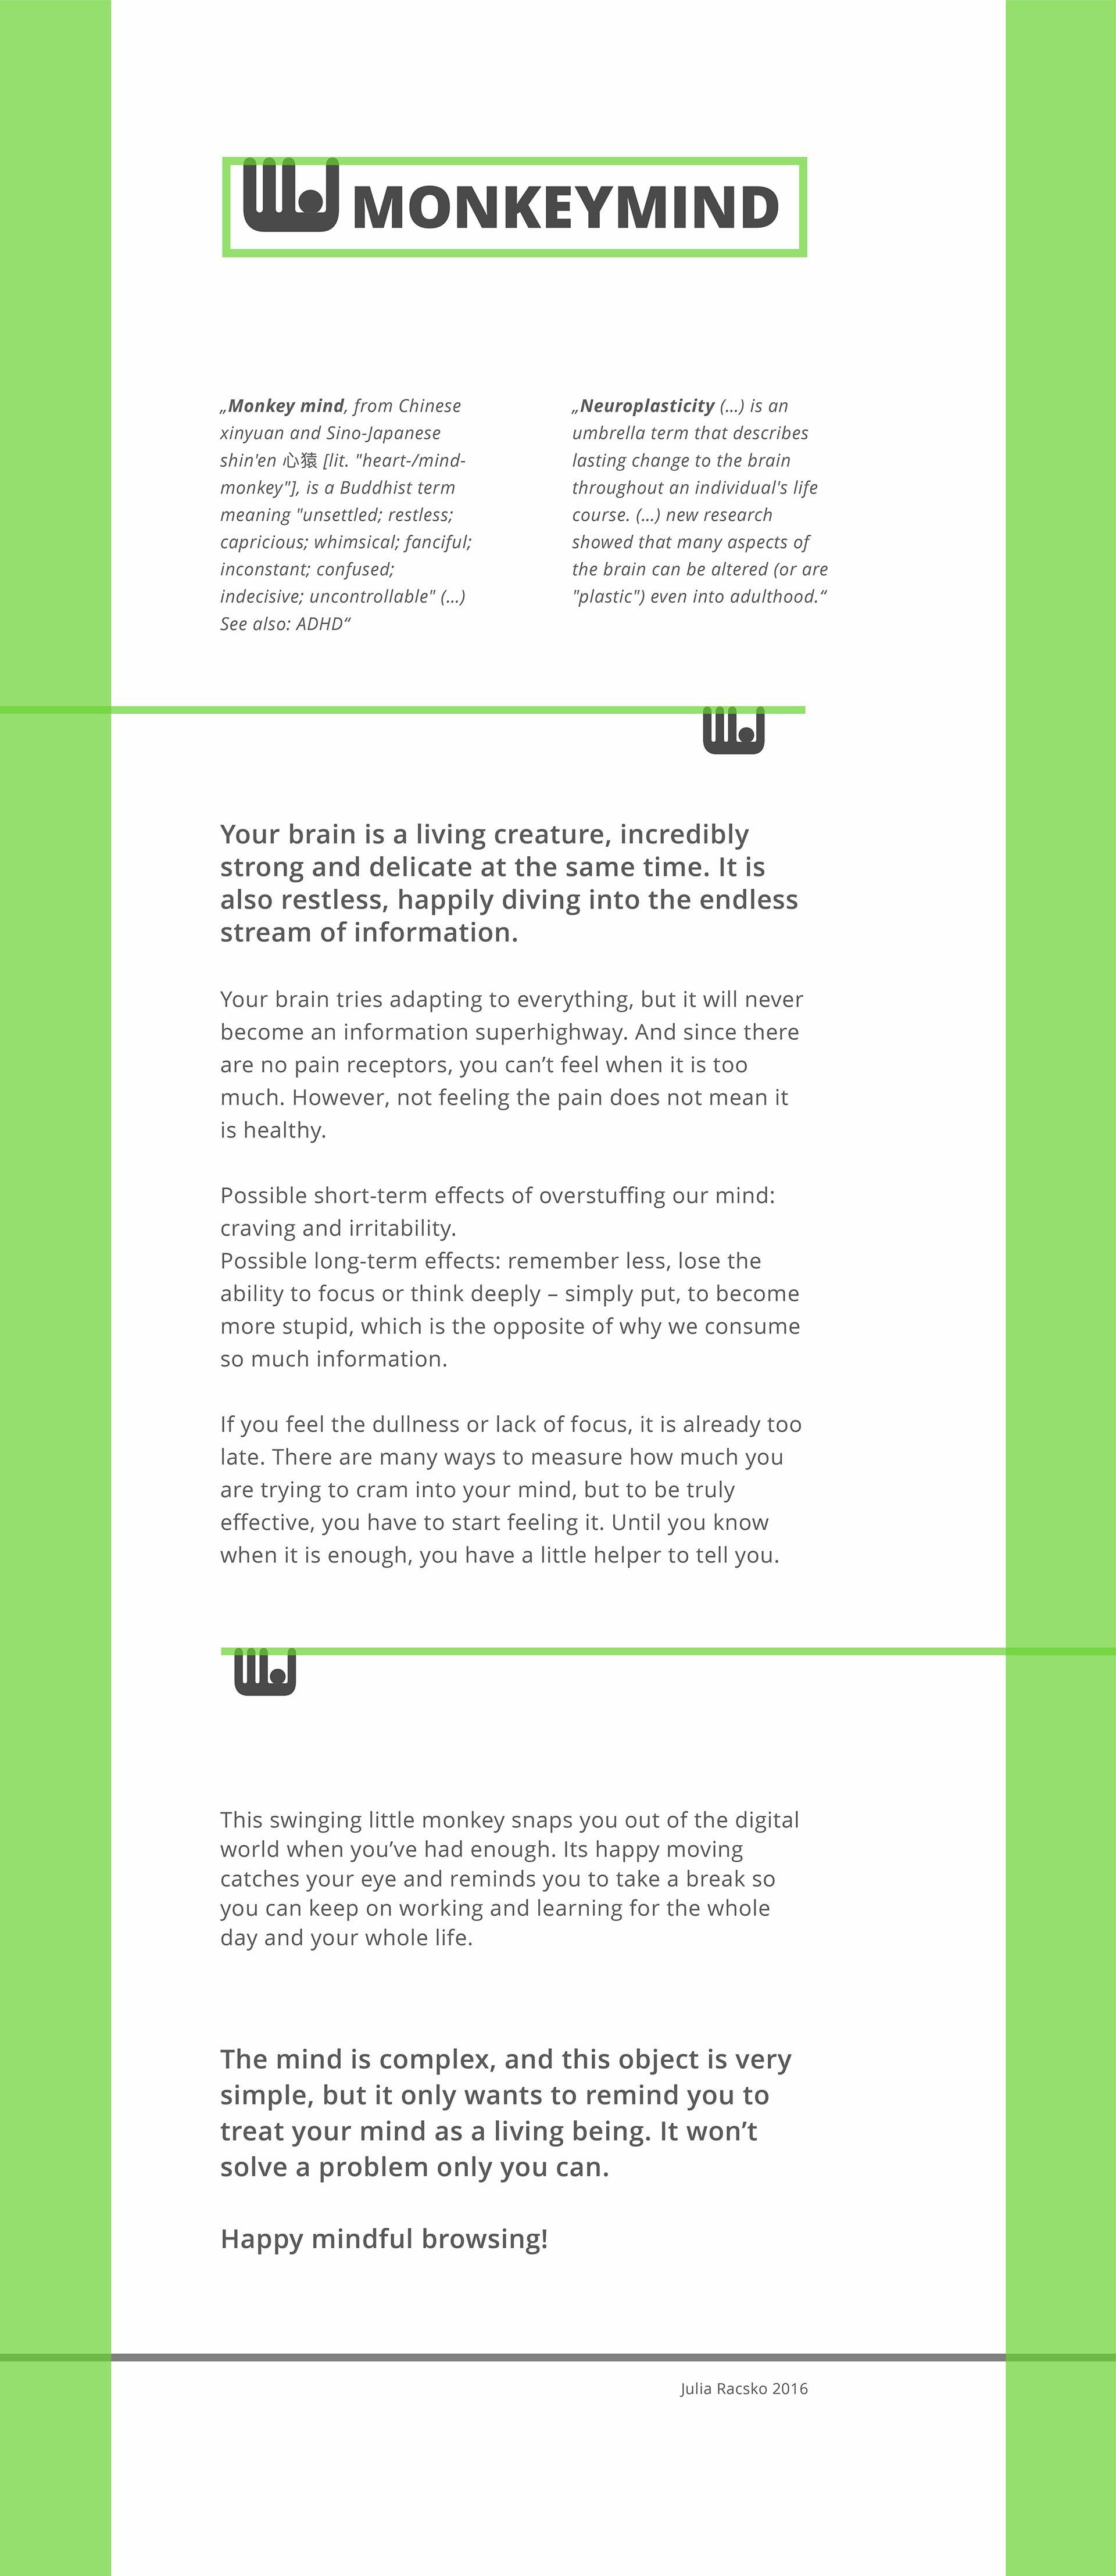 MONKEYMIND
„Monkey mind, from Chinese
xinyuan and Sino-Japanese
shin'en 心猿 [lit. "heart-/mind-
monkey"], is a Buddhist term
meaning "unsettled; restless;
capricious; whimsical; fanciful;
inconstant; confused;
indecisive; uncontrollable" (...)
See also: ADHD“
„Neuroplasticity (...) is an
umbrella term that describes
lasting change to the brain
throughout an individual's life
course. (...) new research
showed that many aspects of
the brain can be altered (or are
"plastic") even into adulthood.“
Your brain is a living creature, incredibly
strong and delicate at the same time. It is
also restless, happily diving into the endless
stream of information.
Your brain tries adapting to everything, but it will never
become an information superhighway. And since there
are no pain receptors, you can’t feel when it is too
much. However, not feeling the pain does not mean it
is healthy.
Possible short-term effects of overstuffing our mind:
craving and irritability.
Possible long-term effects: remember less, lose the
ability to focus or think deeply – simply put, to become
more stupid, which is the opposite of why we consume
so much information.
If you feel the dullness or lack of focus, it is already too
late. There are many ways to measure how much you
are trying to cram into your mind, but to be truly
effective, you have to start feeling it. Until you know
when it is enough, you have a little helper to tell you.
This swinging little monkey snaps you out of the digital
world when you’ve had enough. Its happy moving
catches your eye and reminds you to take a break so
you can keep on working and learning for the whole
day and your whole life.
The mind is complex, and this object is very
simple, but it only wants to remind you to
treat your mind as a living being. It won’t
solve a problem only you can.
Happy mindful browsing!
Julia Racsko 2016